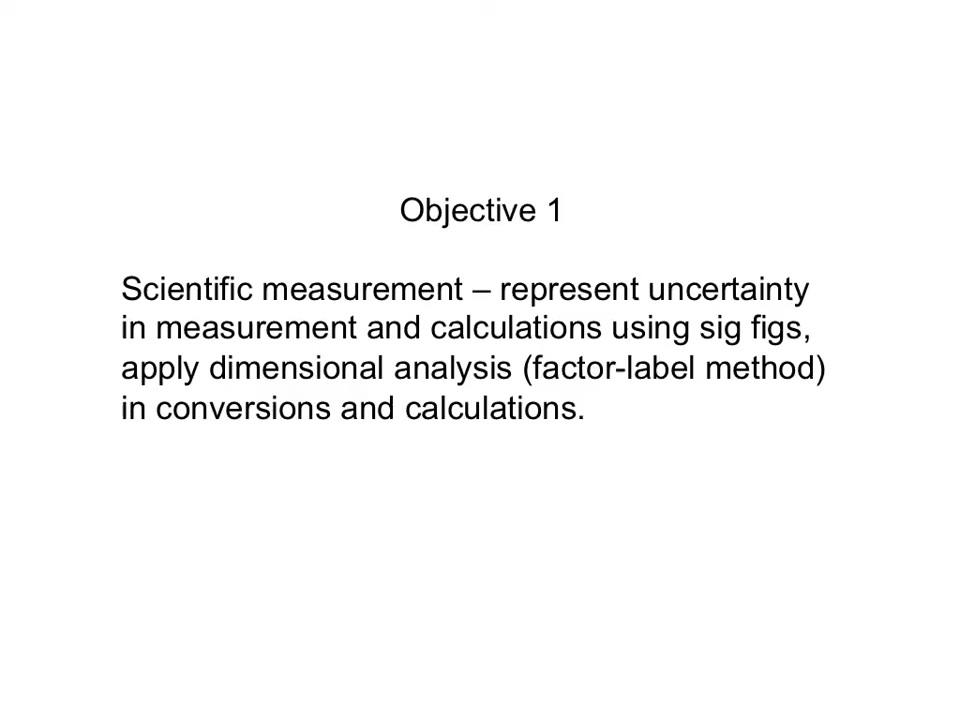 Objective 1
Scientific measurement – represent uncertainty
in measurement and calculations using sig figs,
apply dimensional analysis (factor-label method)
in conversions and calculations.